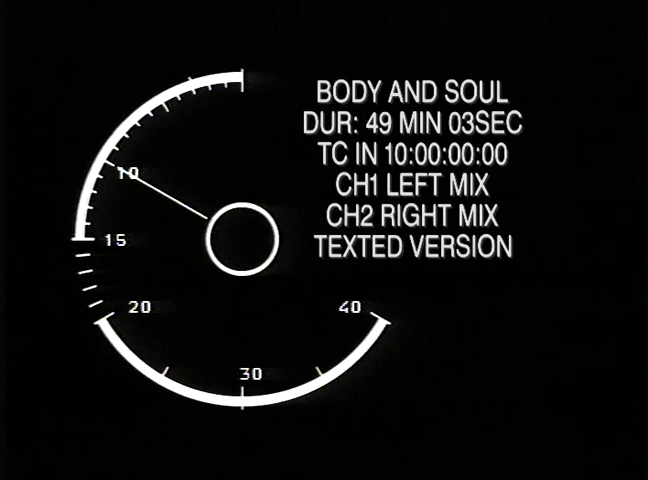 BODY AND SOUL
DUR: 49 MIN 03SEC
TC IN 10:00:00:00
CH1 LEFT MIX
CH2 RIGHT MIX
TEXTED VERSION
10
15
20
40
30